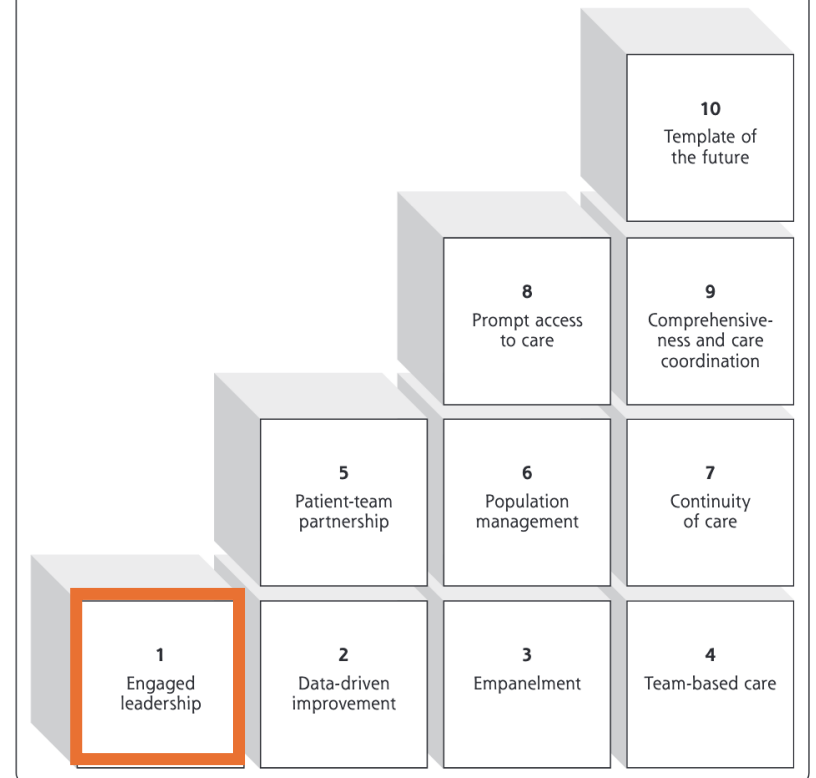 10
Template of
the future
8
Prompt access
to care
9
Comprehensive-
ness and care
coordination
5
Patient-team
partnership
6
Population
management
7
Continuity
of care
1
Engaged
leadership
2
Data-driven
improvement
3
Empanelment
4
Team-based care